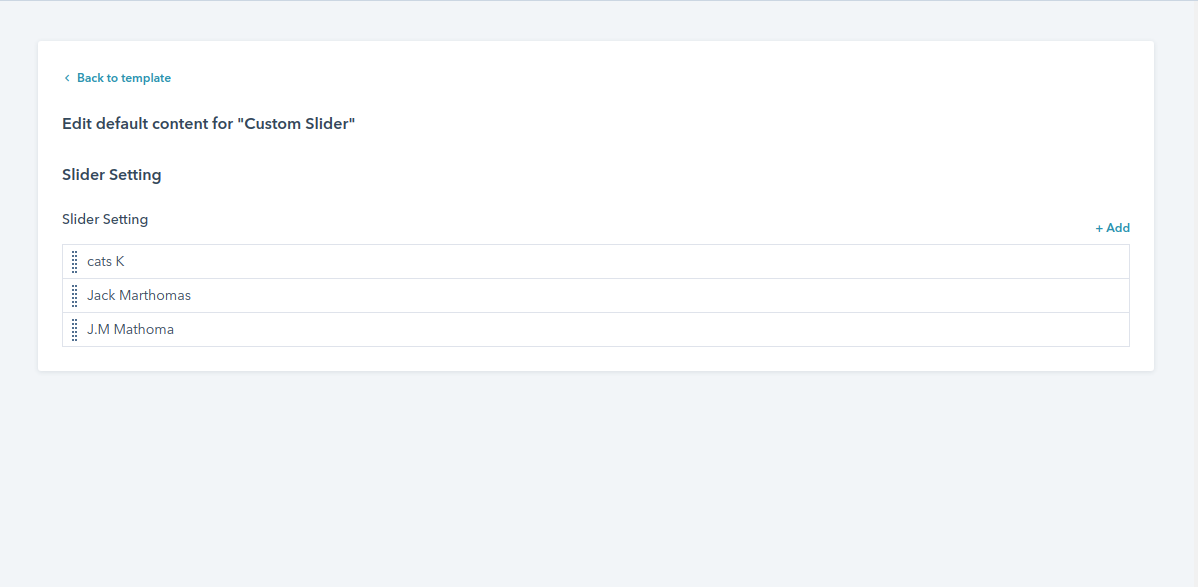 Back to template
Edit default content for "Custom Slider"
Slider Setting
Slider Setting
+ Add
cats K
Jack Marthomas
J.M Mathoma